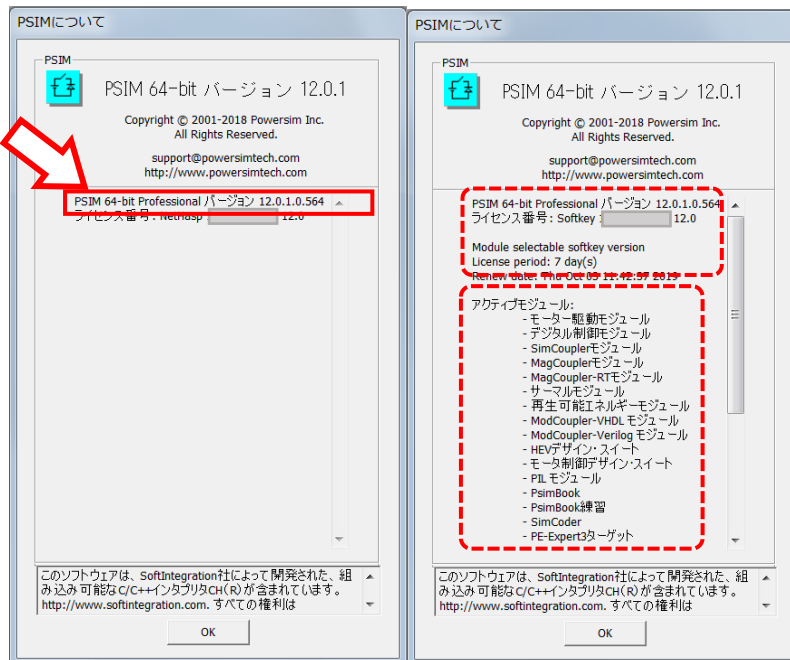 PSIMについて
PSIM
PSIM 64-bit バージョン 12.0.1
Copyright © 2001-2018 Powersim Inc.
All Rights Reserved.
support@powersimtech.com
http://www.powersimtech.com
PSIM 64-bit Professional バージョン 12.0.1.0.564
ライセンス番号: NetHasp 12.0
このソフトウェアは、SoftIntegration社によって開発された、組
み込み可能なC/C++インタプリタCH(R)が含まれています。
http://www.softintegration.com. すべての権利は
OK
PSIMについて
PSIM
PSIM 64-bit バージョン 12.0.1
Copyright © 2001-2018 Powersim Inc.
All Rights Reserved.
support@powersimtech.com
http://www.powersimtech.com
PSIM 64-bit Professional バージョン 12.0.1.0.564
ライセンス番号: Softkey 12.0
Module selectable softkey version
License period: 7 day(s)
Renew date: Thu Oct 03 11:42:57 2019
アクティブモジュール:
- モーター駆動モジュール
- デジタル制御モジュール
- SimCouplerモジュール
- MagCouplerモジュール
- MagCoupler-RTモジュール
- サーマルモジュール
- 再生可能エネルギーモジュール
- ModCoupler-VHDL モジュール
- ModCoupler-Verilog モジュール
- HEVデザイン・スイート
- モータ制御デザイン・スイート
- PIL モジュール
- PsimBook
- PsimBook練習
- SimCoder
- PE-Expert3ターゲット
このソフトウェアは、SoftIntegration社によって開発された、組
み込み可能なC/C++インタプリタCH(R)が含まれています。
http://www.softintegration.com. すべての権利は
OK